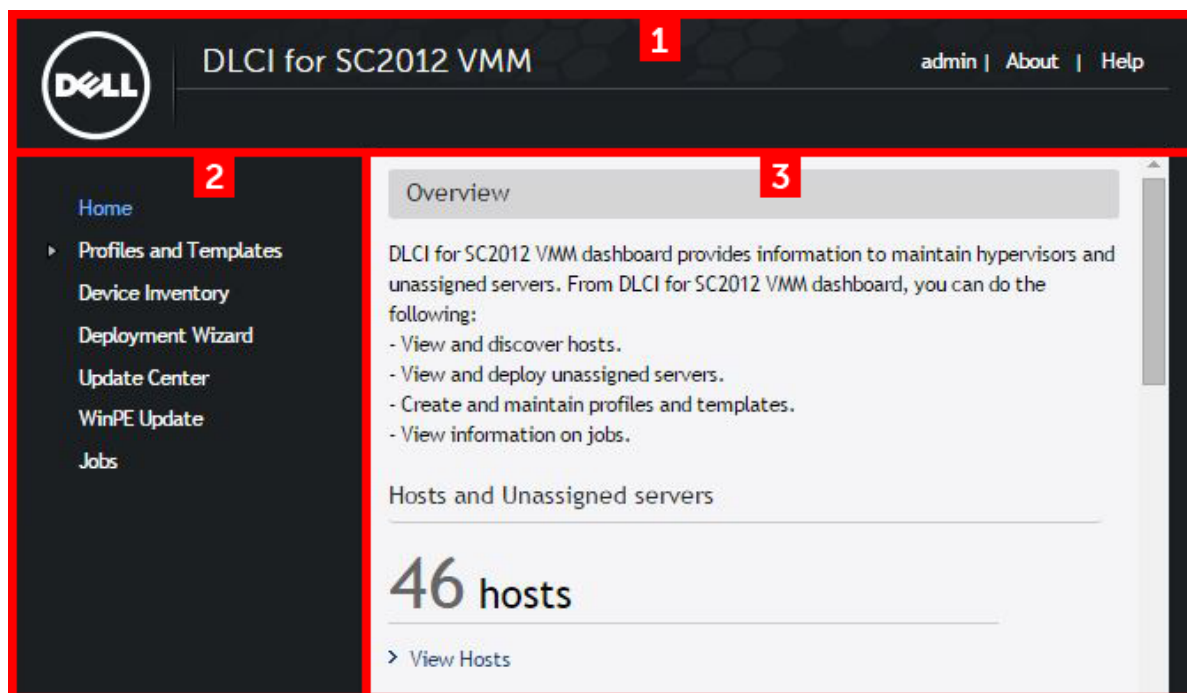 1
DELL
DLCI for SC2012 VMM
admin | About | Help
2
Home
Profiles and Templates
Device Inventory
Deployment Wizard
Update Center
WinPE Update
Jobs
3
Overview
DLCI for SC2012 VMM dashboard provides information to maintain hypervisors and
unassigned servers. From DLCI for SC2012 VMM dashboard, you can do the
following:
- View and discover hosts.
- View and deploy unassigned servers.
- Create and maintain profiles and templates.
- View information on jobs.
Hosts and Unassigned servers
46 hosts
> View Hosts